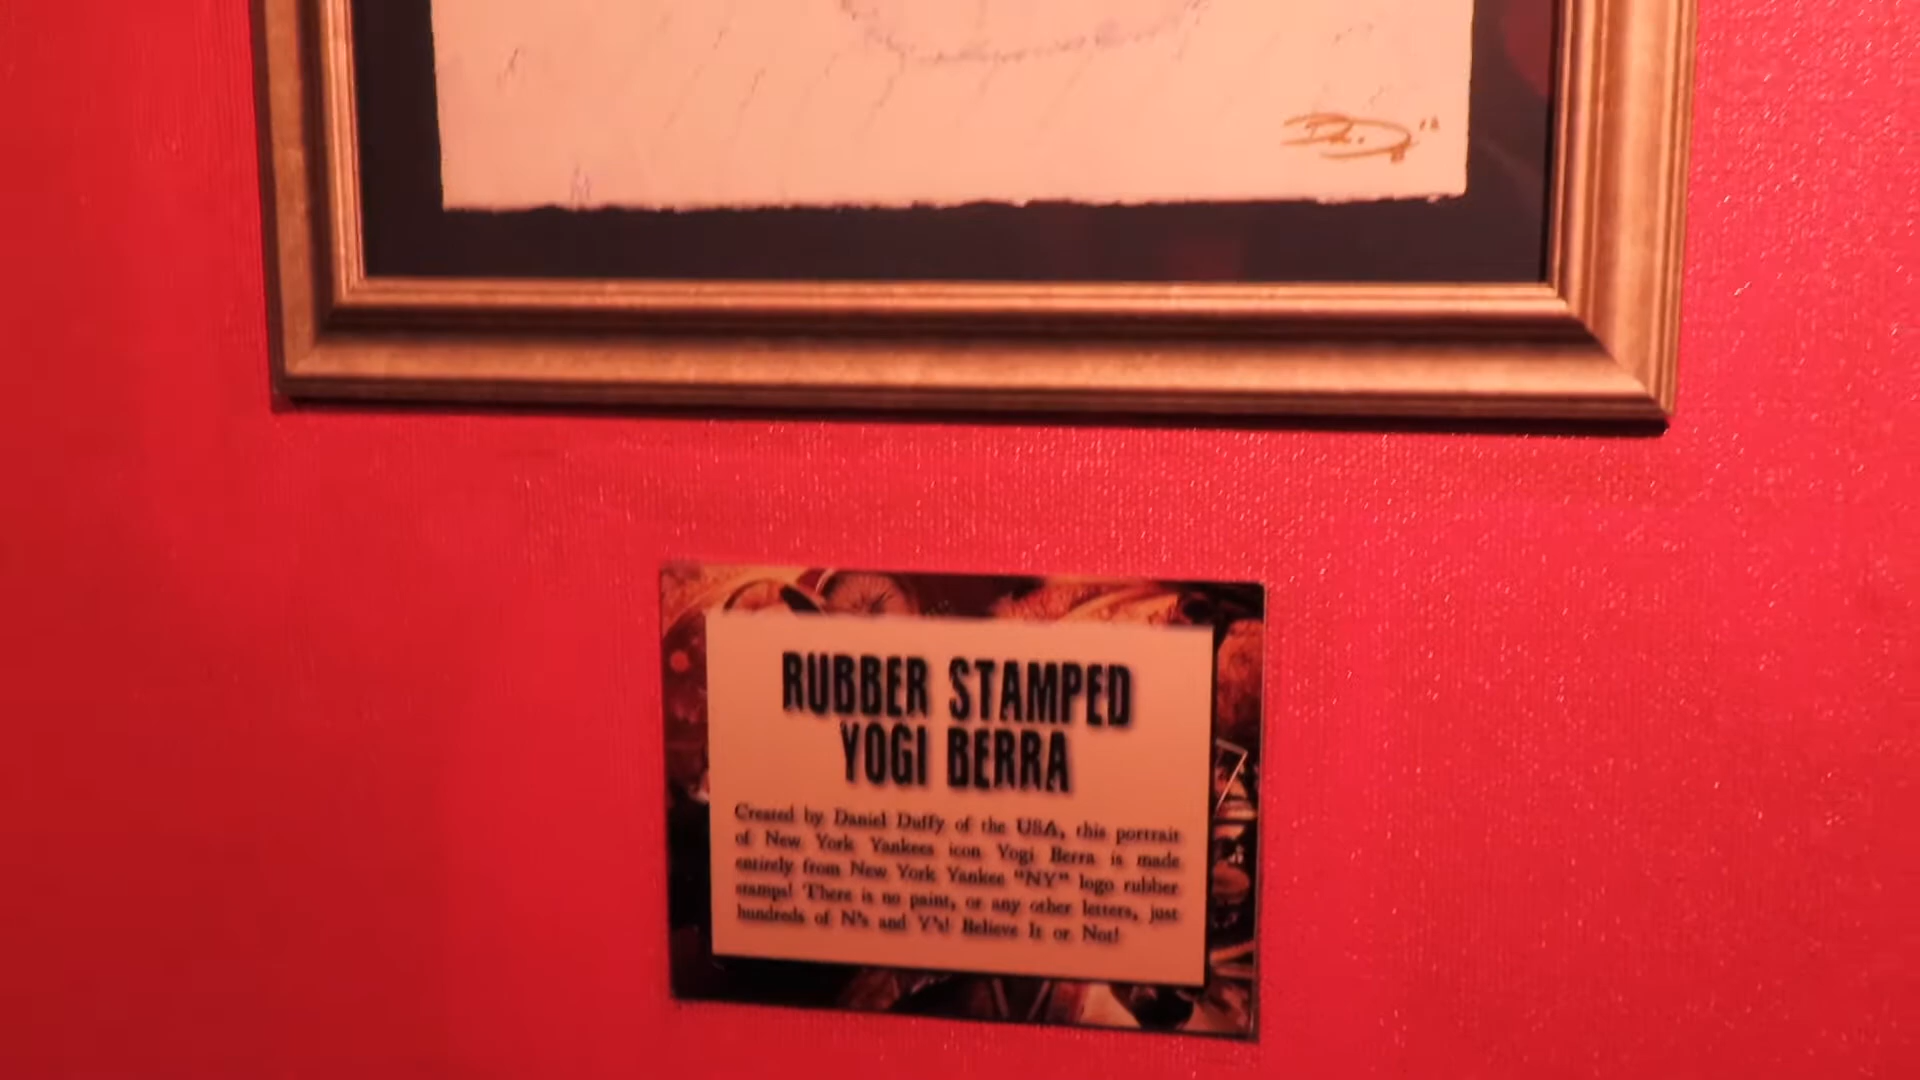 RUBBER STAMPED
YOGI BERRA
Created by Daniel Duffy of the USA, this portrait
of New York Yankees icon Yogi Berra is made
entirely from New York Yankee "NY" logo rubber
stamps! There is no paint, or any other letters, just
hundreds of N's and Y's! Believe It or Not!